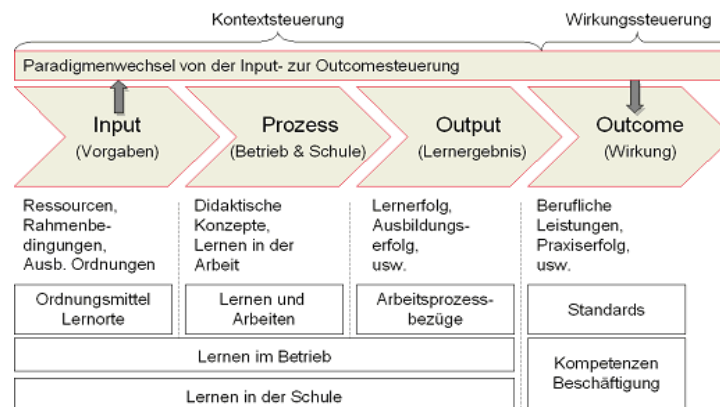 Kontextsteuerung
Wirkungssteuerung
Paradigmenwechsel von der Input- zur Outcomesteuerung
Input
(Vorgaben)
Prozess
(Betrieb & Schule)
Output
(Lernergebnis)
Outcome
(Wirkung)
Ressourcen,
Rahmenbe-
dingungen,
Ausb. Ordnungen
Didaktische
Konzepte,
Lernen in der
Arbeit
Lernerfolg,
Ausbildungs-
erfolg,
usw.
Berufliche
Leistungen,
Praxiserfolg,
usw.
Ordnungsmittel
Lernorte
Lernen und
Arbeiten
Arbeitsprozess-
bezüge
Standards
Lernen im Betrieb
Kompetenzen
Beschäftigung
Lernen in der Schule